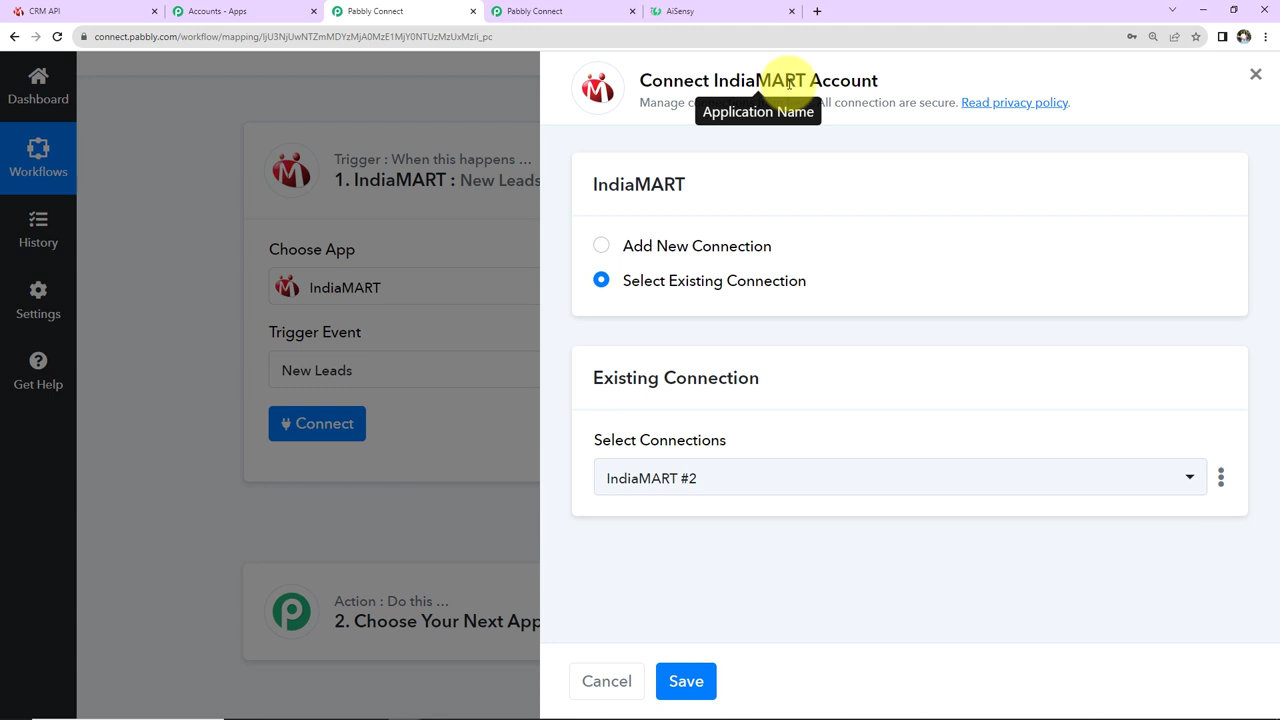 CRM API
Accounts - Apps
Pabbly Connect
Pabbly Connect
AiSensy
connect.pabbly.com/workflow/mapping/IjU3NjUwNTZmMDYzMjA0MzE1MjY0NTUzMzUxMzIi_pc
Dashboard
Workflows
History
Settings
Get Help
Trigger : When this happens ...
1. IndiaMART : New Leads
Choose App
IndiaMART
Trigger Event
New Leads
Connect
Action : Do this ...
2. Choose Your Next App
Connect IndiaMART Account
Manage c All connection are secure. Read privacy policy.
Application Name
IndiaMART
Add New Connection
Select Existing Connection
Existing Connection
Select Connections
IndiaMART #2
Cancel
Save